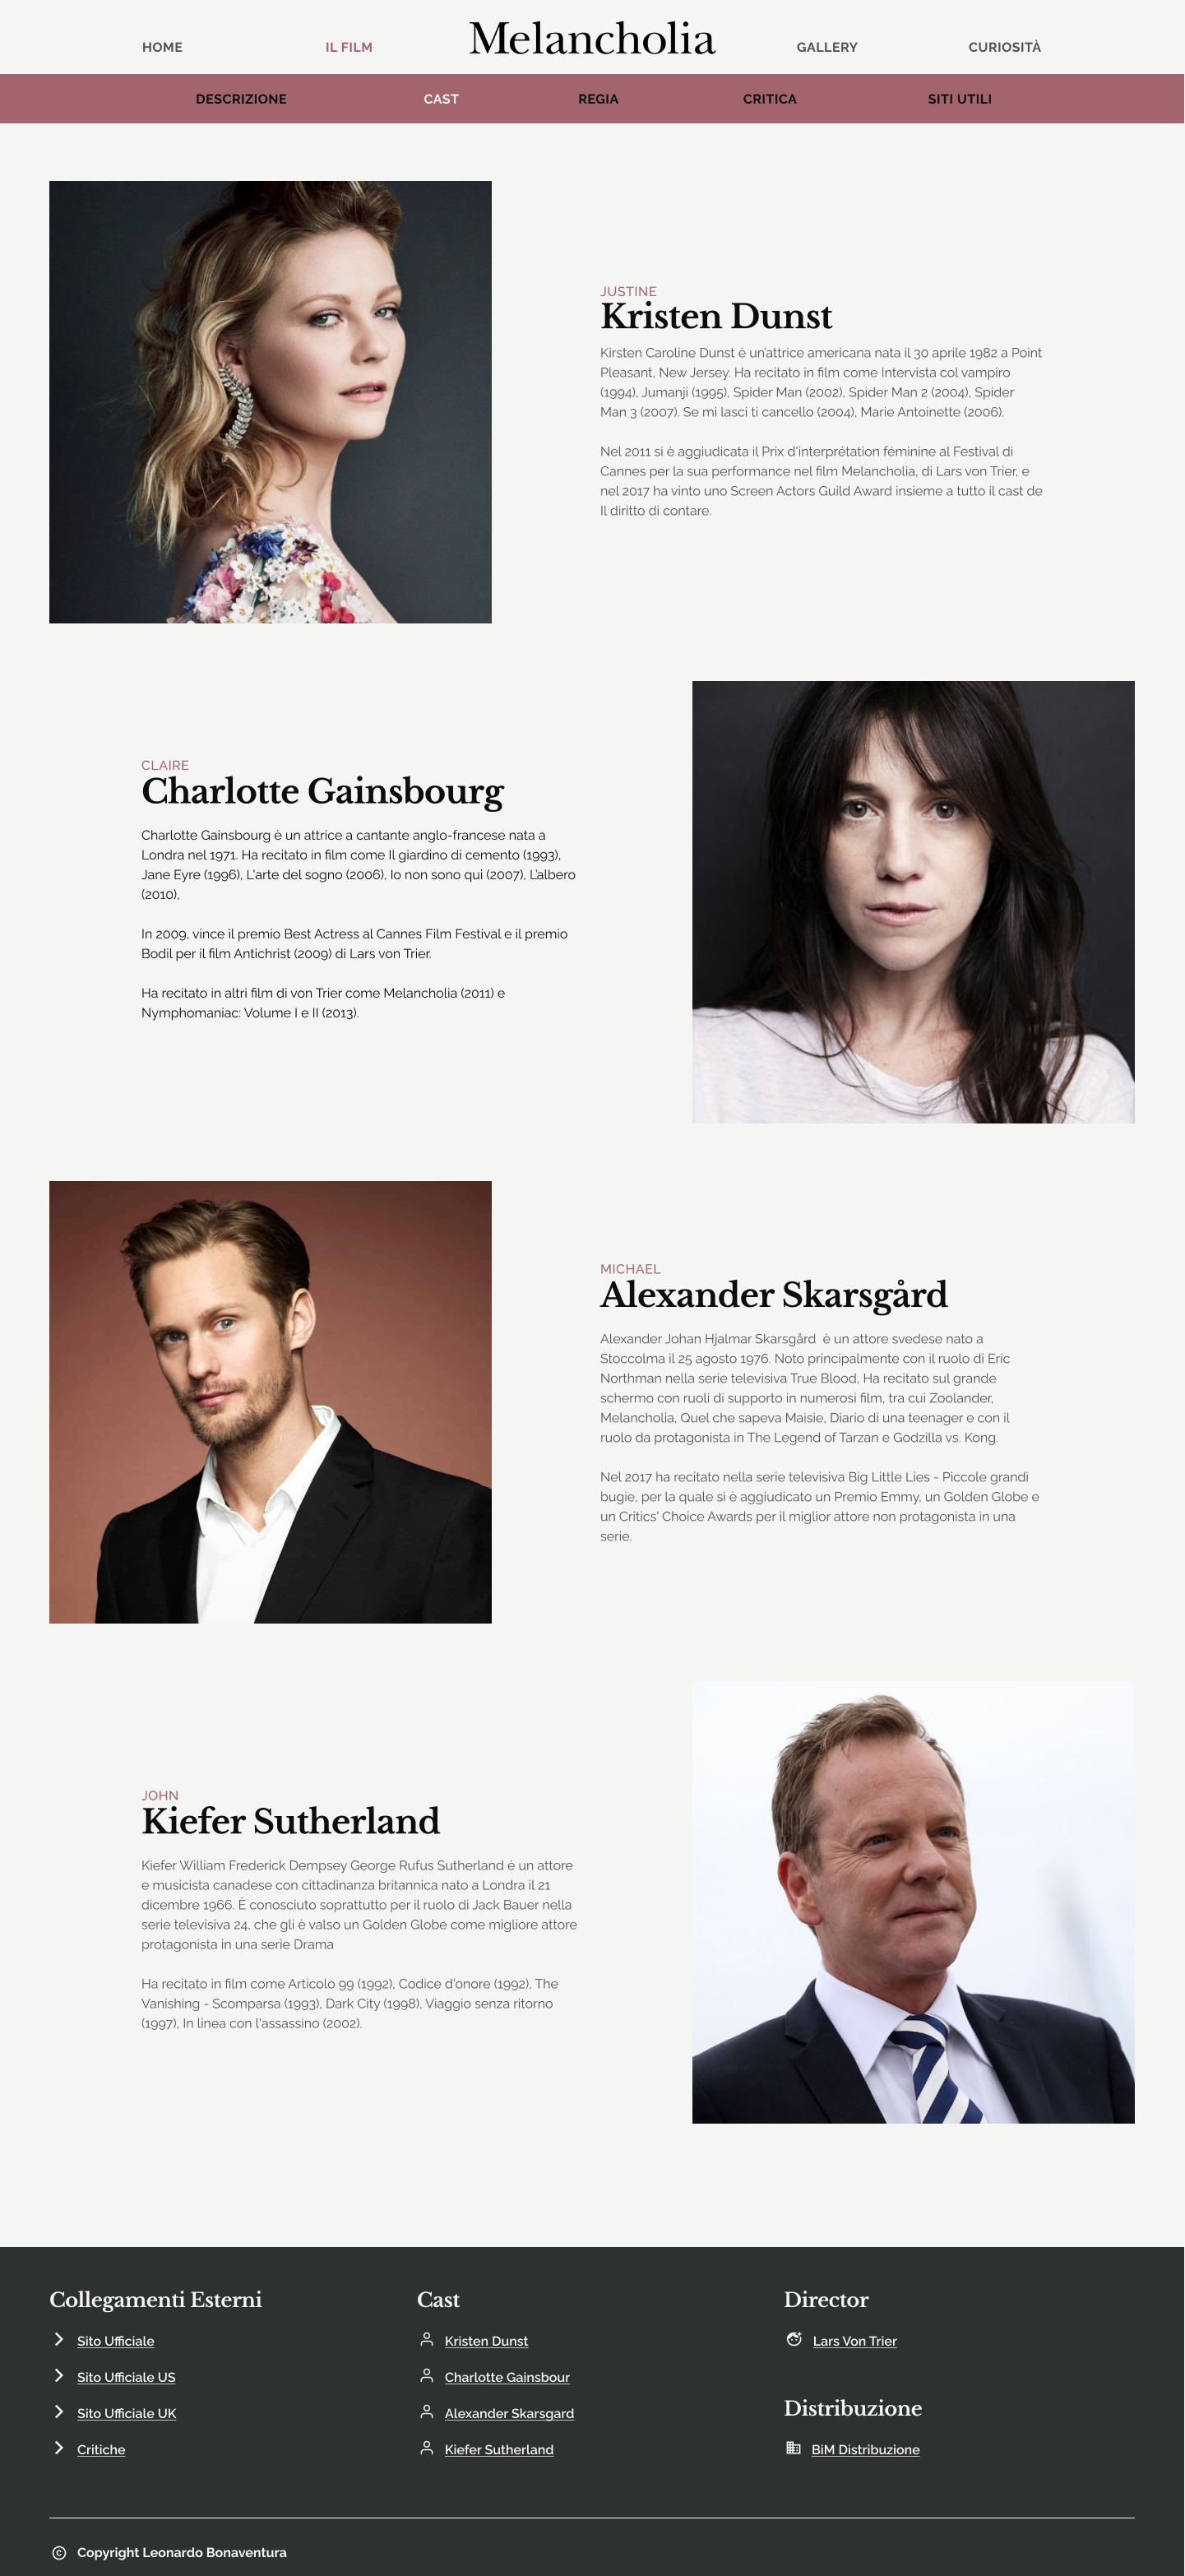 HOME
IL FILM
Melancholia
GALLERY
CURIOSITÀ
DESCRIZIONE
CAST
REGIA
CRITICA
SITI UTILI
JUSTINE
Kristen Dunst
Kirsten Caroline Dunst è un'attrice americana nata il 30 aprile 1982 a Point
Pleasant, New Jersey. Ha recitato in film come Intervista col vampiro
(1994), Jumanji (1995), Spider Man (2002), Spider Man 2 (2004), Spider
Man 3 (2007). Se mi lasci ti cancello (2004), Marie Antoinette (2006).
Nel 2011 si è aggiudicata il Prix d'interprétation féminine al Festival di
Cannes per la sua performance nel film Melancholia, di Lars von Trier, e
nel 2017 ha vinto uno Screen Actors Guild Award insieme a tutto il cast de
Il diritto di contare.
CLAIRE
Charlotte Gainsbourg
Charlotte Gainsbourg è un attrice a cantante anglo-francese nata a
Londra nel 1971. Ha recitato in film come Il giardino di cemento (1993),
Jane Eyre (1996), L'arte del sogno (2006), Io non sono qui (2007), L'albero
(2010),
In 2009, vince il premio Best Actress al Cannes Film Festival e il premio
Bodil per il film Antichrist (2009) di Lars von Trier.
Ha recitato in altri film di von Trier come Melancholia (2011) e
Nymphomaniac: Volume I e II (2013).
MICHAEL
Alexander Skarsgård
Alexander Johan Hjalmar Skarsgård  è un attore svedese nato a
Stoccolma il 25 agosto 1976. Noto principalmente con il ruolo di Eric
Northman nella serie televisiva True Blood, Ha recitato sul grande
schermo con ruoli di supporto in numerosi film, tra cui Zoolander,
Melancholia, Quel che sapeva Maisie, Diario di una teenager e con il
ruolo da protagonista in The Legend of Tarzan e Godzilla vs. Kong.
Nel 2017 ha recitato nella serie televisiva Big Little Lies - Piccole grandi
bugie, per la quale si è aggiudicato un Premio Emmy, un Golden Globe e
un Critics' Choice Awards per il miglior attore non protagonista in una
serie.
JOHN
Kiefer Sutherland
Kiefer William Frederick Dempsey George Rufus Sutherland è un attore
e musicista canadese con cittadinanza britannica nato a Londra il 21
dicembre 1966. È conosciuto soprattutto per il ruolo di Jack Bauer nella
serie televisiva 24, che gli è valso un Golden Globe come migliore attore
protagonista in una serie Drama
Ha recitato in film come Articolo 99 (1992), Codice d'onore (1992), The
Vanishing - Scomparsa (1993), Dark City (1998), Viaggio senza ritorno
(1997), In linea con l'assassino (2002).
Collegamenti Esterni
Sito Ufficiale
Sito Ufficiale US
Sito Ufficiale UK
Critiche
Cast
Kristen Dunst
Charlotte Gainsbour
Alexander Skarsgard
Kiefer Sutherland
Director
Lars Von Trier
Distribuzione
BiM Distribuzione
© Copyright Leonardo Bonaventura